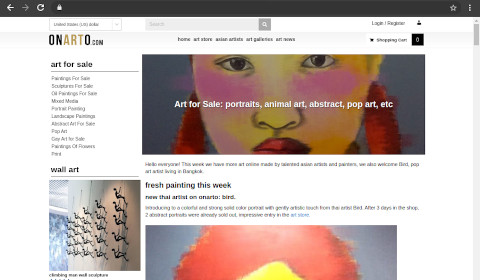 United States (US) dollar
Search
Login / Register
ONARTO.COM
home art store asian artists art galleries art news
Shopping Cart 0
art for sale
Paintings For Sale
Sculptures For Sale
Oil Paintings For Sale
Mixed Media
Portrait Painting
Landscape Paintings
Abstract Art For Sale
Pop Art
Gay Art for Sale
Paintings Of Flowers
Print
wall art
climbing man wall sculpture
Art for Sale: portraits, animal art, abstract, pop art, etc
Hello everyone! This week we have more art online made by talented asian artists and painters, we also welcome Bird, pop
art artist living in Bangkok.
fresh painting this week
new thai artist on onarto: bird.
Introducing to a colorful and strong solid color portrait with gently artistic touch from thai artist Bird. After 3 days in the shop,
2 abstract portraits were already sold out, impressive entry in the art store.